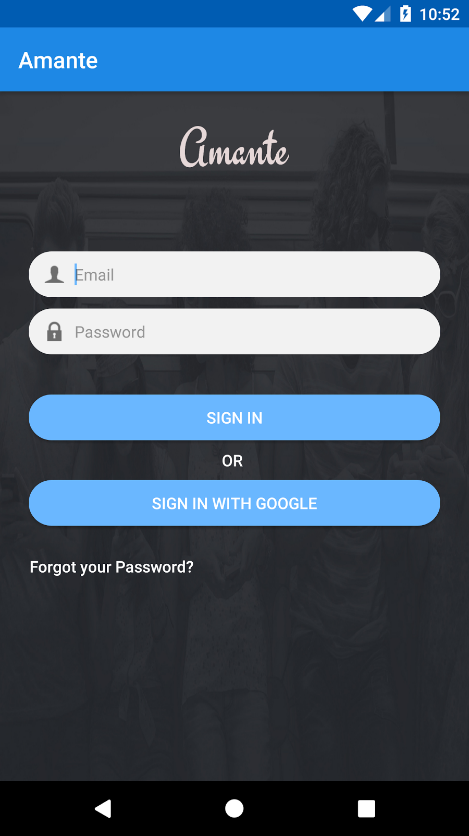 10:52
Amante
Amante
Email
Password
SIGN IN
OR
SIGN IN WITH GOOGLE
Forgot your Password?